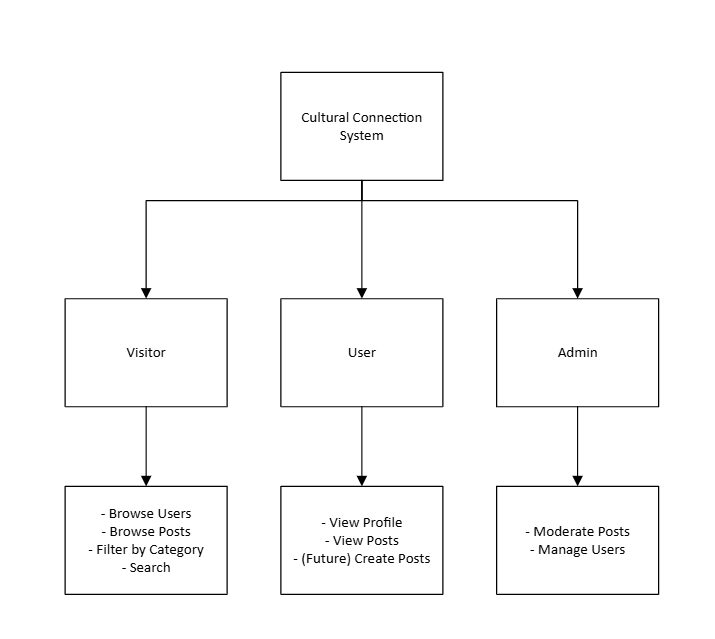 Cultural Connection
System
Visitor
User
Admin
- Browse Users
- Browse Posts
- Filter by Category
- Search
- View Profile
- View Posts
- (Future) Create Posts
- Moderate Posts
- Manage Users